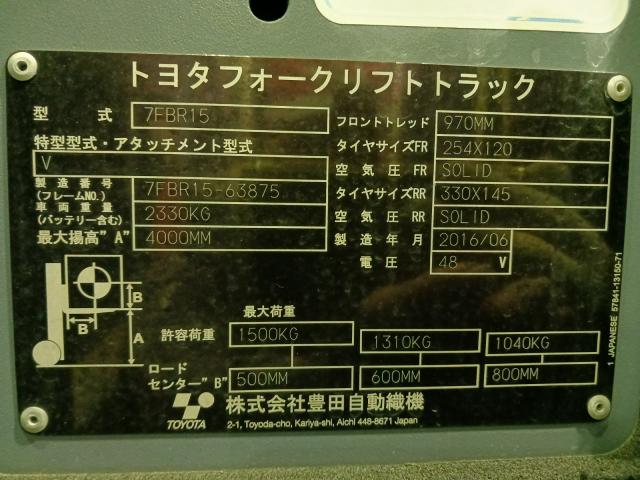 トヨタフォークリフトトラック
型式 7FBR15
特型型式・アタッチメント型式
V
製造番号(フレームNO.) 7FBR15-63875
車両重量(バッテリー含む) 2330KG
最大揚高"A" 4000MM
フロントトレッド 970MM
タイヤサイズFR 254X120
空気圧 FR SOLID
タイヤサイズRR 330X145
空気圧 RR SOLID
製造年月 2016/06
電圧 48 V
B
B
A
最大荷重
許容荷重 1500KG 1310KG 1040KG
ロードセンター"B" 500MM 600MM 800MM
TOYOTA
株式会社豊田自動織機
2-1, Toyoda-cho, Kariya-shi, Aichi 448-8671 Japan
1 JAPANESE 57841-13150-71